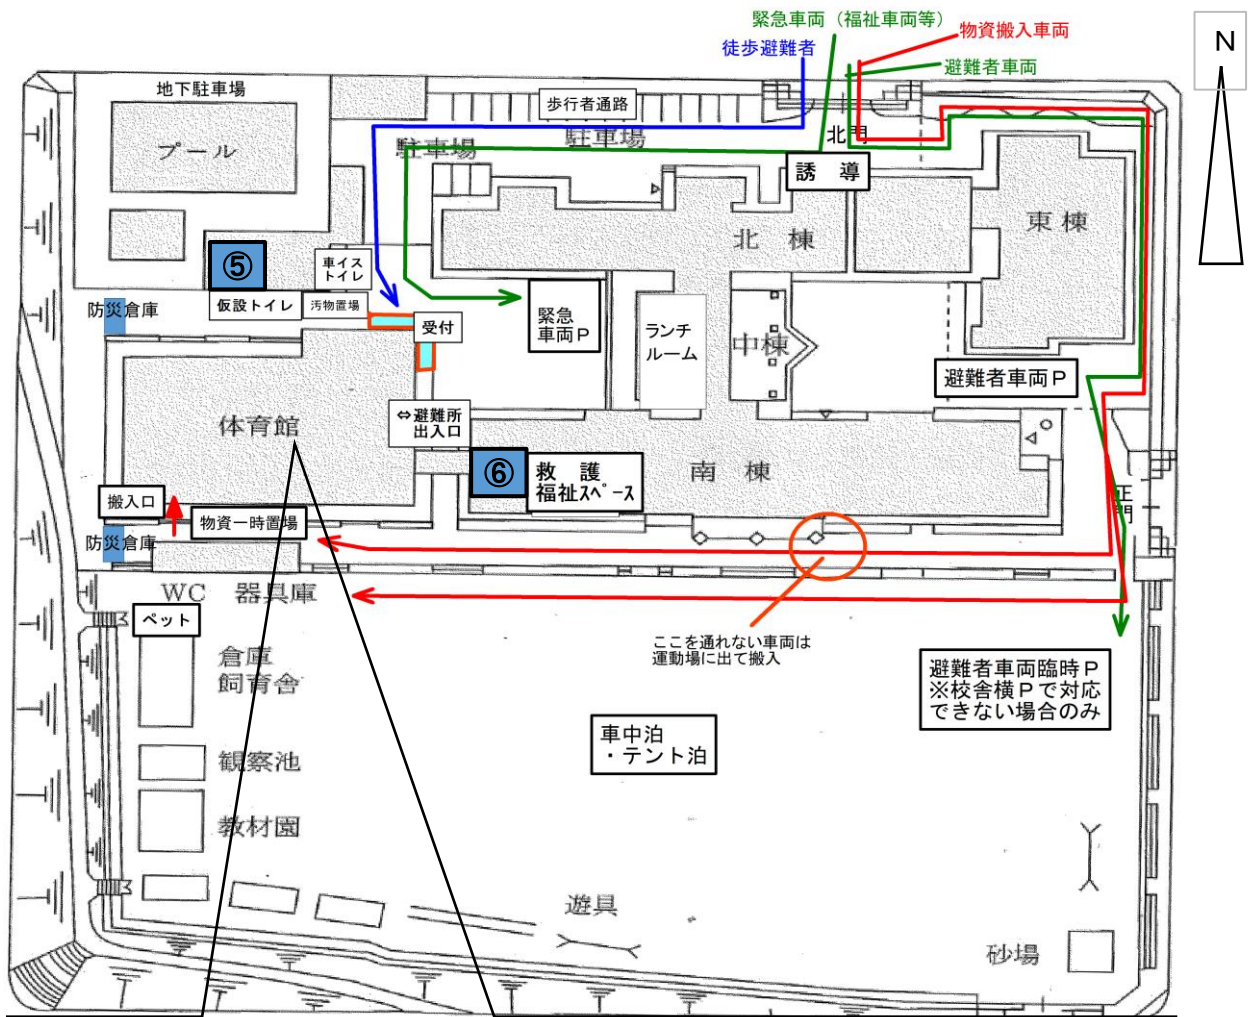 緊急車両（福祉車両等）
物資搬入車両
徒歩避難者
避難者車両
N
地下駐車場
歩行者通路
プール
駐車場
駐車場
北門
誘　導
東棟
北　棟
⑤
車イス
トイレ
防災倉庫
仮設トイレ
汚物置場
受付
緊急
車両Ｐ
ランチ
ルーム
中棟
避難者車両Ｐ
体育館
⇔避難所
出入口
⑥
救　護
福祉スペース
南　棟
正門
搬入口
物資一時置場
防災倉庫
WC　器具庫
ペット
倉庫
飼育舎
ここを通れない車両は
運動場に出て搬入
避難者車両臨時Ｐ
※校舎横Ｐで対応
できない場合のみ
車中泊
・テント泊
観察池
教材園
遊具
砂場